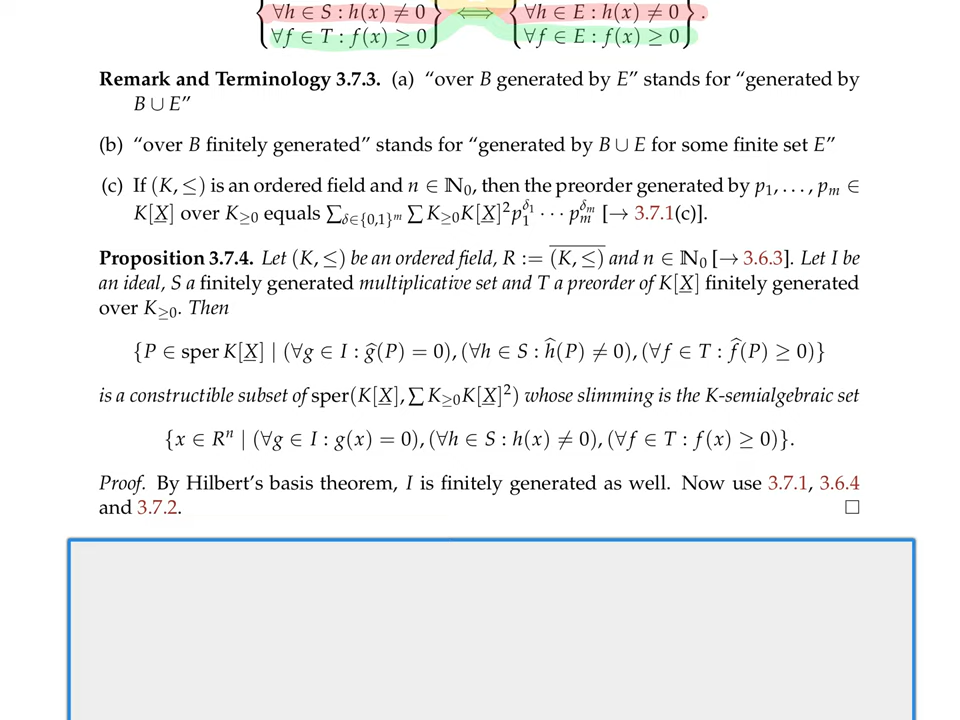 {∀h ∈ S : h(x) ≠ 0 ⟺ {∀h ∈ E : h(x) ≠ 0} .
∀f ∈ T : f(x) ≥ 0} {∀f ∈ E : f(x) ≥ 0}
Remark and Terminology 3.7.3. (a) “over B generated by E” stands for “generated by
B ∪ E”
(b) “over B finitely generated” stands for “generated by B ∪ E for some finite set E”
(c) If (K, ≤) is an ordered field and n ∈ ℕ₀, then the preorder generated by p₁, . . . , pₘ ∈
K[X̲] over K≥0 equals ∑_{δ∈{0,1}^m} ∑ K≥0K[X̲]²p₁^{δ₁} · · · pₘ^{δₘ} [→ 3.7.1(c)].
Proposition 3.7.4. Let (K, ≤) be an ordered field, R := \overline{(K, ≤)} and n ∈ ℕ₀ [→ 3.6.3]. Let I be
an ideal, S a finitely generated multiplicative set and T a preorder of K[X̲] finitely generated
over K≥0. Then
{P ∈ sper K[X̲] | (∀g ∈ I : ĝ(P) = 0), (∀h ∈ S : ĥ(P) ≠ 0), (∀f ∈ T : f̂(P) ≥ 0)}
is a constructible subset of sper(K[X̲], ∑ K≥0K[X̲]²) whose slimming is the K-semialgebraic set
{x ∈ Rⁿ | (∀g ∈ I : g(x) = 0), (∀h ∈ S : h(x) ≠ 0), (∀f ∈ T : f(x) ≥ 0)}.
Proof. By Hilbert’s basis theorem, I is finitely generated as well. Now use 3.7.1, 3.6.4
and 3.7.2. □